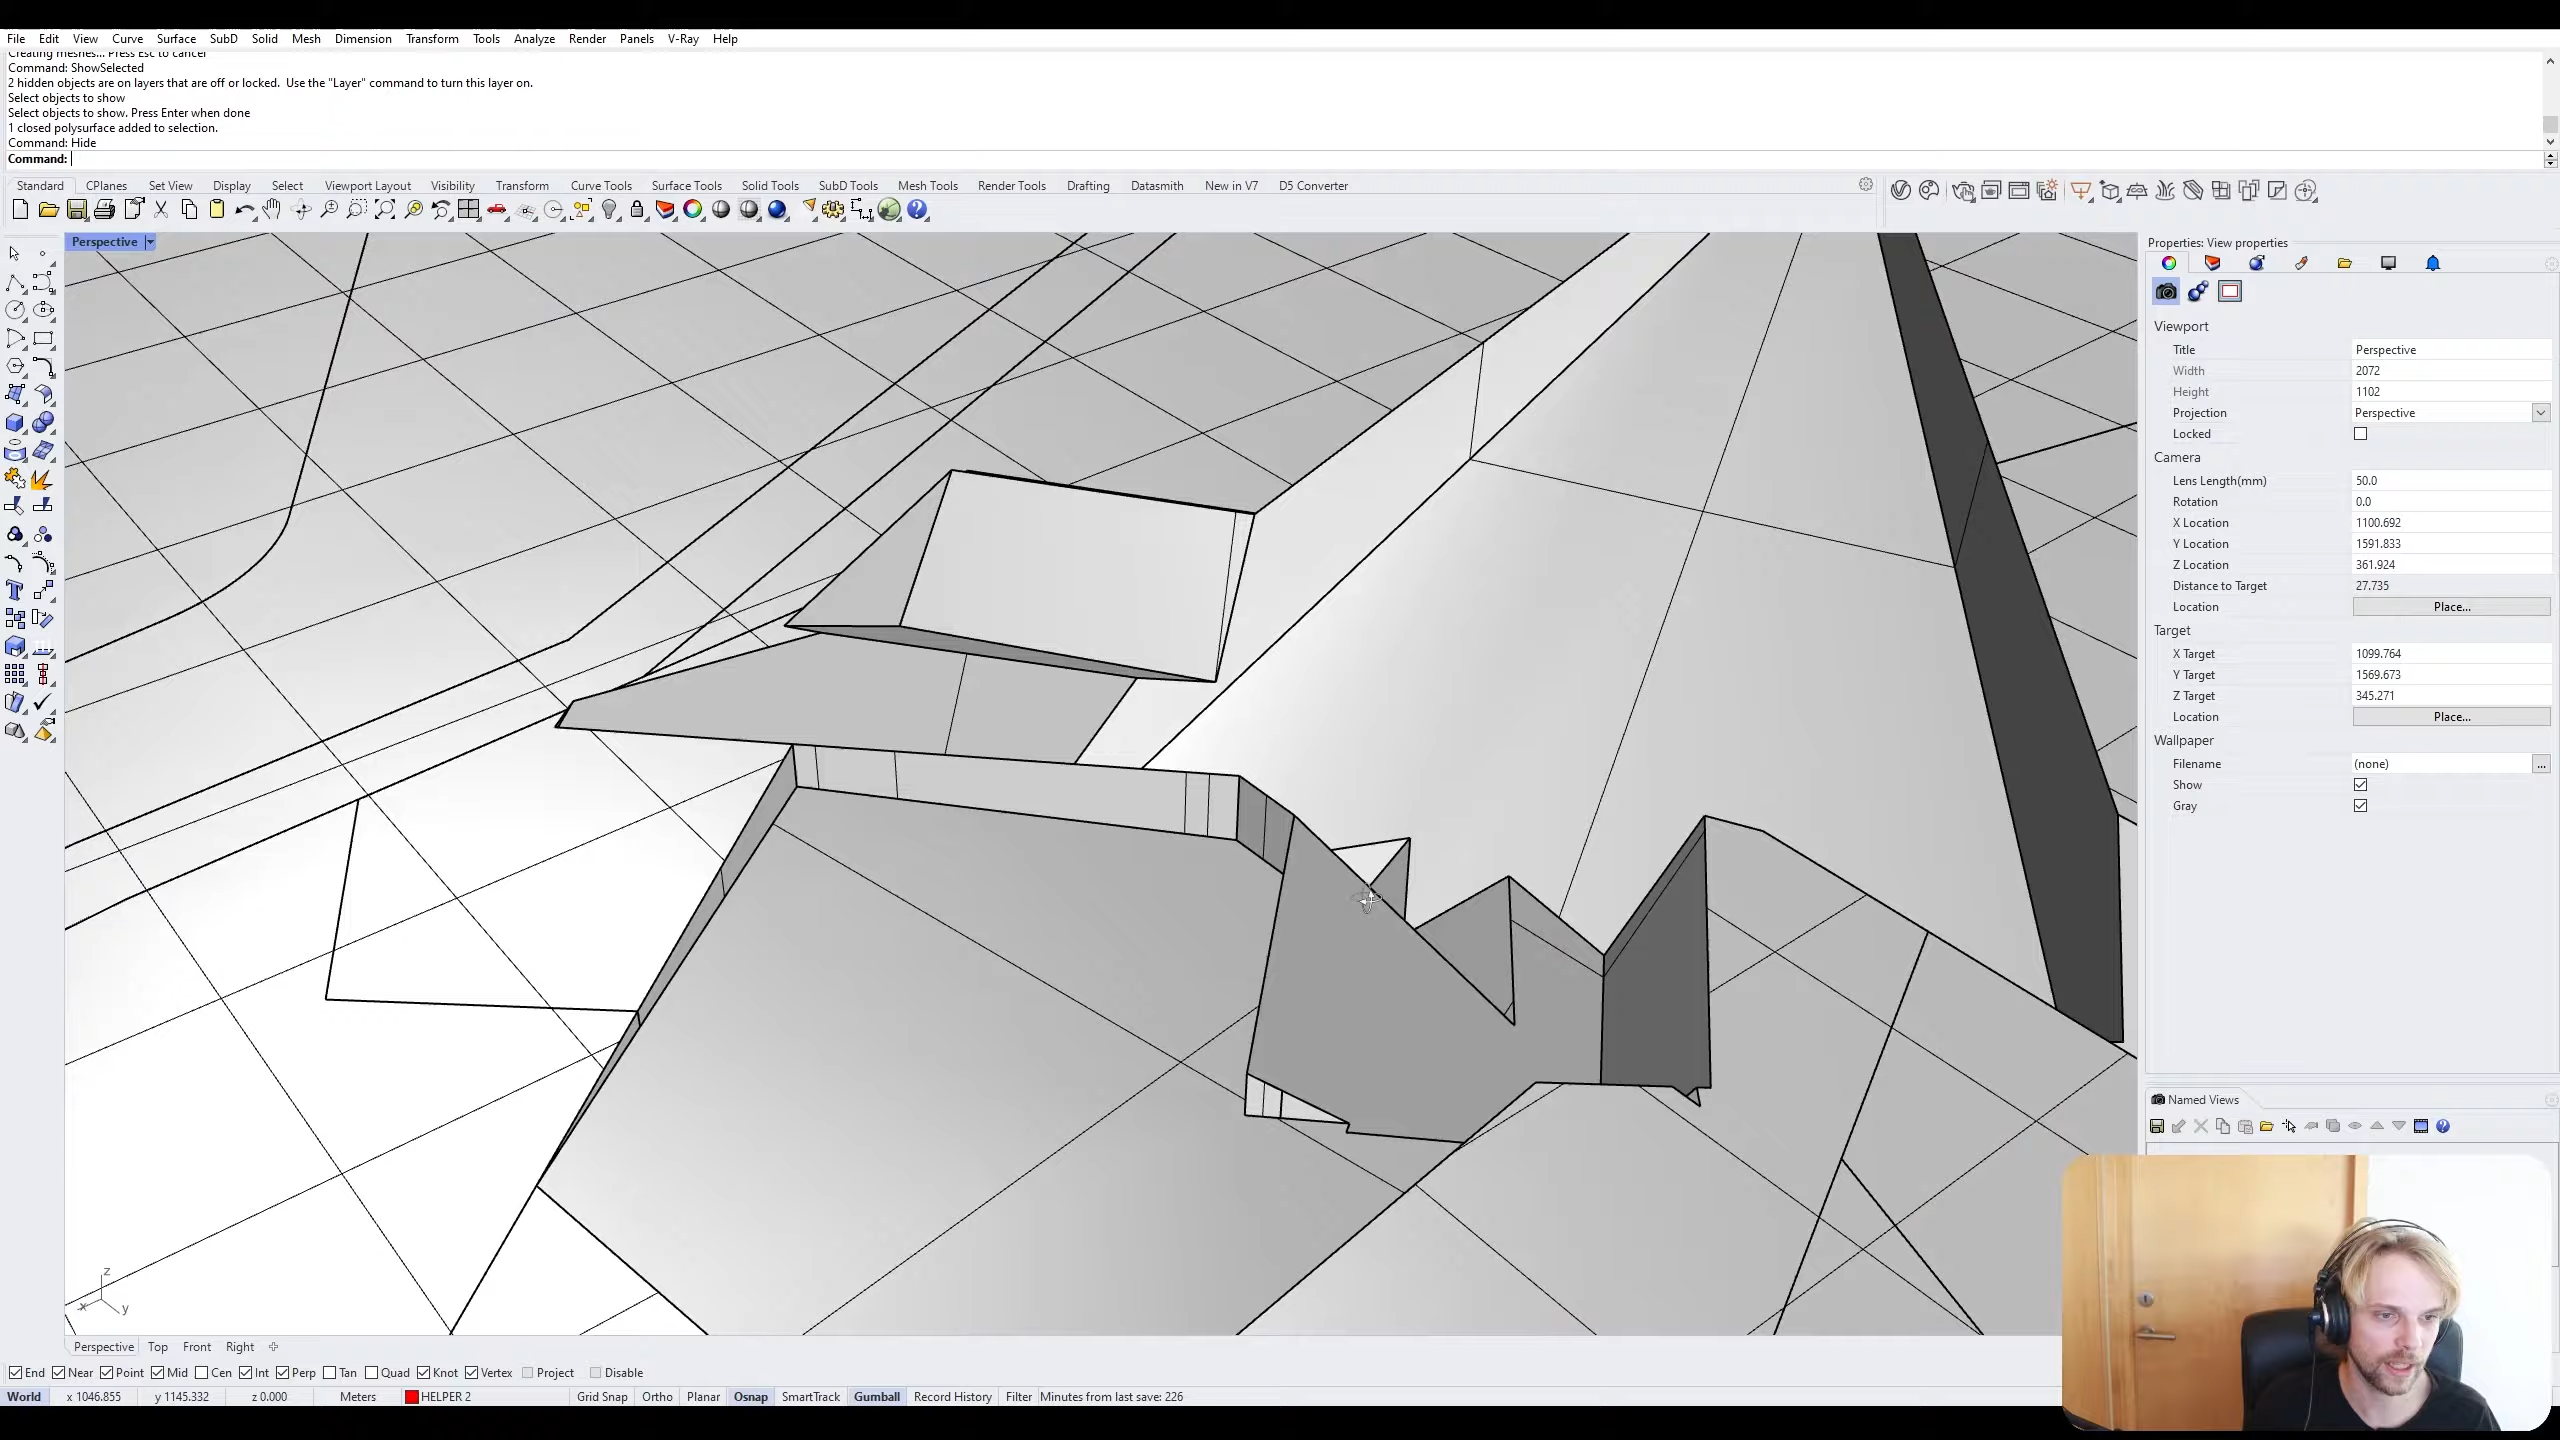 File Edit View Curve Surface SubD Solid Mesh Dimension Transform Tools Analyze Render Panels V-Ray Help
Creating meshes... Press Esc to cancel
Command: ShowSelected
2 hidden objects are on layers that are off or locked.  Use the "Layer" command to turn this layer on.
Select objects to show
Select objects to show. Press Enter when done
1 closed polysurface added to selection.
Command: Hide
Command:
Standard CPlanes Set View Display Select Viewport Layout Visibility Transform Curve Tools Surface Tools Solid Tools SubD Tools Mesh Tools Render Tools Drafting Datasmith New in V7 D5 Converter
Perspective
z
x y
Properties: View properties
Viewport
Title Perspective
Width 2072
Height 1102
Projection Perspective
Locked
Camera
Lens Length(mm) 50.0
Rotation 0.0
X Location 1100.692
Y Location 1591.833
Z Location 361.924
Distance to Target 27.735
Location Place...
Target
X Target 1099.764
Y Target 1569.673
Z Target 345.271
Location Place...
Wallpaper
Filename (none) ...
Show
Gray
Named Views
Perspective Top Front Right
End Near Point Mid Cen Int Perp Tan Quad Knot Vertex Project Disable
World x 1046.855 y 1145.332 z 0.000 Meters HELPER 2 Grid Snap Ortho Planar Osnap SmartTrack Gumball Record History Filter Minutes from last save: 226